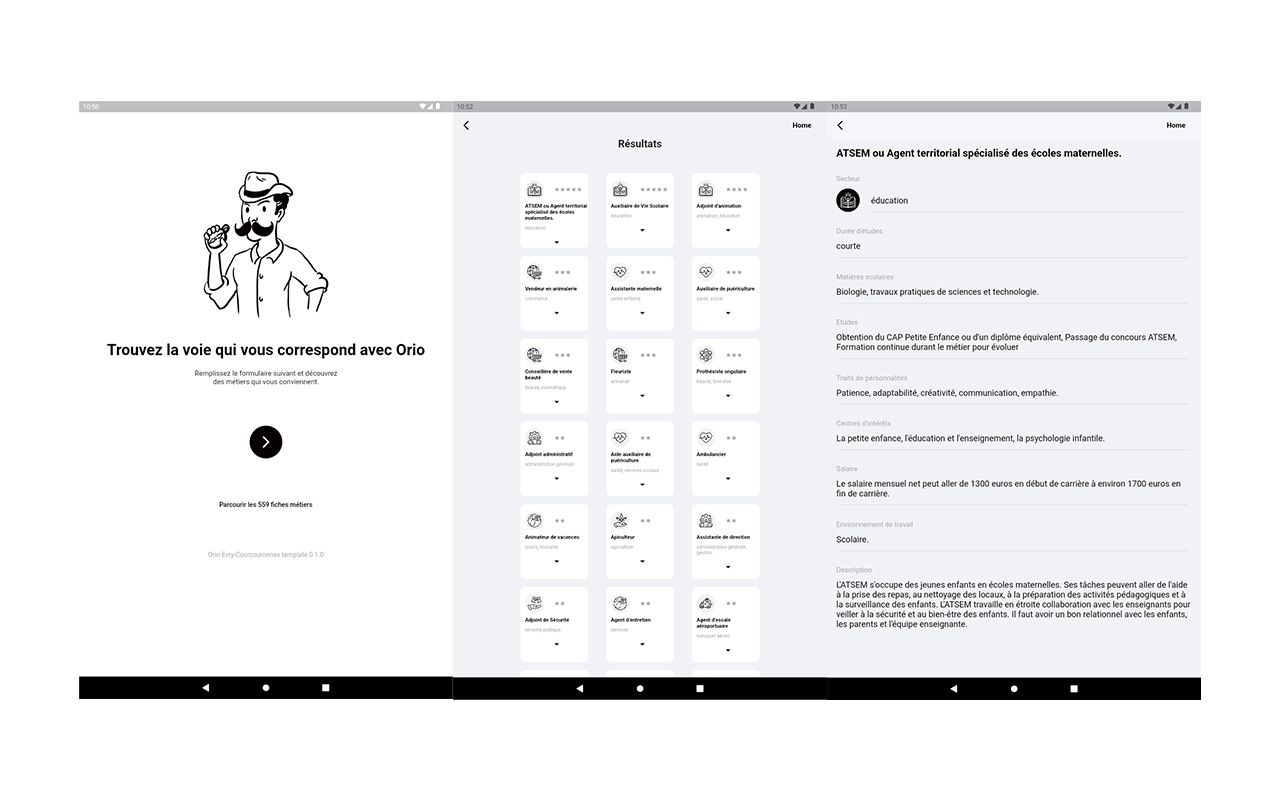 10:50
Trouvez la voie qui vous correspond avec Orio
Remplissez le formulaire suivant et découvrez
des métiers qui vous conviennent.
Parcourir les 559 fiches métiers
Orio Evry-Courcouronnes template 0.1.0
10:52
Home
Résultats
ATSEM ou Agent territorial
spécialisé des écoles
maternelles.
éducation
Auxiliaire de Vie Scolaire
éducation
Adjoint d'animation
animation, éducation
Vendeur en animalerie
commerce
Assistante maternelle
petite enfance
Auxiliaire de puériculture
santé, social
Conseillère de vente
beauté
beauté, cosmétique
Fleuriste
artisanat
Prothésiste ongulaire
beauté, bien-être
Adjoint administratif
administration générale
Aide auxiliaire de
puériculture
santé, services sociaux
Ambulancier
santé
Animateur de vacances
loisirs, tourisme
Apiculteur
agriculture
Assistante de direction
administration générale,
gestion
Adjoint de Sécurité
sécurité publique
Agent d'entretien
services
Agent d'escale
aéroportuaire
transport aérien
10:53
Home
ATSEM ou Agent territorial spécialisé des écoles maternelles.
Secteur
éducation
Durée d'études
courte
Matières scolaires
Biologie, travaux pratiques de sciences et technologie.
Etudes
Obtention du CAP Petite Enfance ou d'un diplôme équivalent, Passage du concours ATSEM,
Formation continue durant le métier pour évoluer
Traits de personnalités
Patience, adaptabilité, créativité, communication, empathie.
Centres d'intérêts
La petite enfance, l'éducation et l'enseignement, la psychologie infantile.
Salaire
Le salaire mensuel net peut aller de 1300 euros en début de carrière à environ 1700 euros en
fin de carrière.
Environnement de travail
Scolaire.
Description
L'ATSEM s'occupe des jeunes enfants en écoles maternelles. Ses tâches peuvent aller de l'aide
à la prise des repas, au nettoyage des locaux, à la préparation des activités pédagogiques et à
la surveillance des enfants. L'ATSEM travaille en étroite collaboration avec les enseignants pour
veiller à la sécurité et au bien-être des enfants. Il faut avoir un bon relationnel avec les enfants,
les parents et l'équipe enseignante.